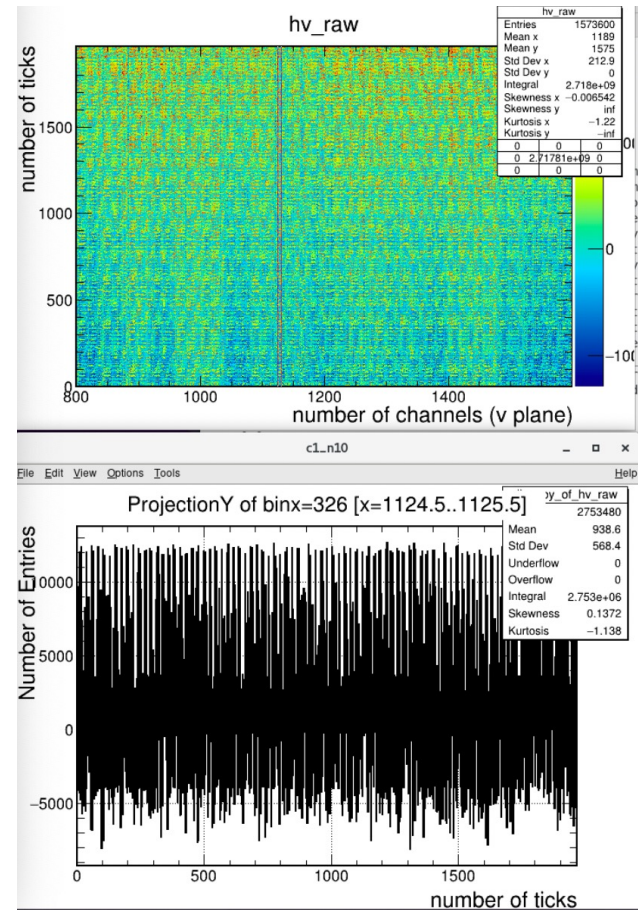 hv_raw
hv_raw
Entries 1573600
Mean x 1189
Mean y 1575
Std Dev x 212.9
Std Dev y 0
Integral 2.718e+09
Skewness x −0.006542
Skewness y inf
Kurtosis x −1.22
Kurtosis y −inf
0 0 0
0 2.71781e+09 0
0 0 0
number of ticks
1500
1000
500
0
800 1000 1200 1400
0
−100
number of channels (v plane)
c1_n10
File Edit View Options Tools Help
ProjectionY of binx=326 [x=1124.5..1125.5]
py_of_hv_raw
2753480
Mean 938.6
Std Dev 568.4
Underflow 0
Overflow 0
Integral 2.753e+06
Skewness 0.1372
Kurtosis −1.138
Number of Entries
10000
5000
0
−5000
0 500 1000 1500
number of ticks